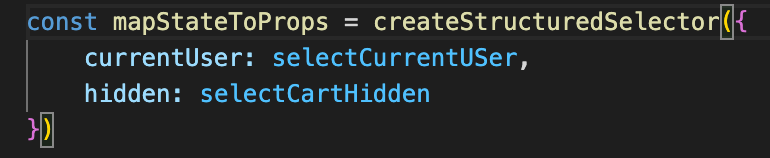 const mapStateToProps = createStructuredSelector({
    currentUser: selectCurrentUSer,
    hidden: selectCartHidden
})